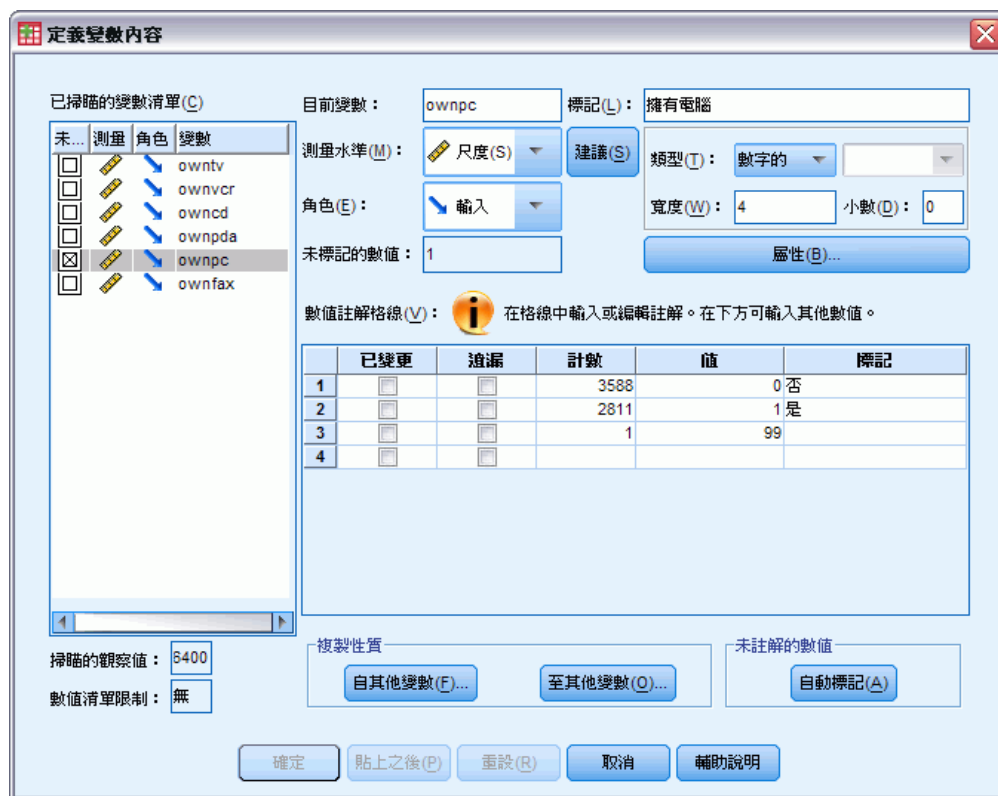 定義變數內容
已掃瞄的變數清單(C)
未... 測量 角色 變數
owntv
ownvcr
owncd
ownpda
ownpc
ownfax
掃瞄的觀察值： 6400
數值清單限制： 無
目前變數： ownpc 標記(L)： 擁有電腦
測量水準(M)： 尺度(S) 建議(S) 類型(T)： 數字的
角色(E)： 輸入 寬度(W)： 4 小數(D)： 0
未標記的數值： 1 屬性(B)...
數值註解格線(V)： 在格線中輸入或編輯註解。在下方可輸入其他數值。
已變更 遺漏 計數 值 標記
1 3588 0 否
2 2811 1 是
3 1 99
4
複製性質
自其他變數(F)... 至其他變數(O)...
未註解的數值
自動標記(A)
確定 貼上之後(P) 重設(R) 取消 輔助說明